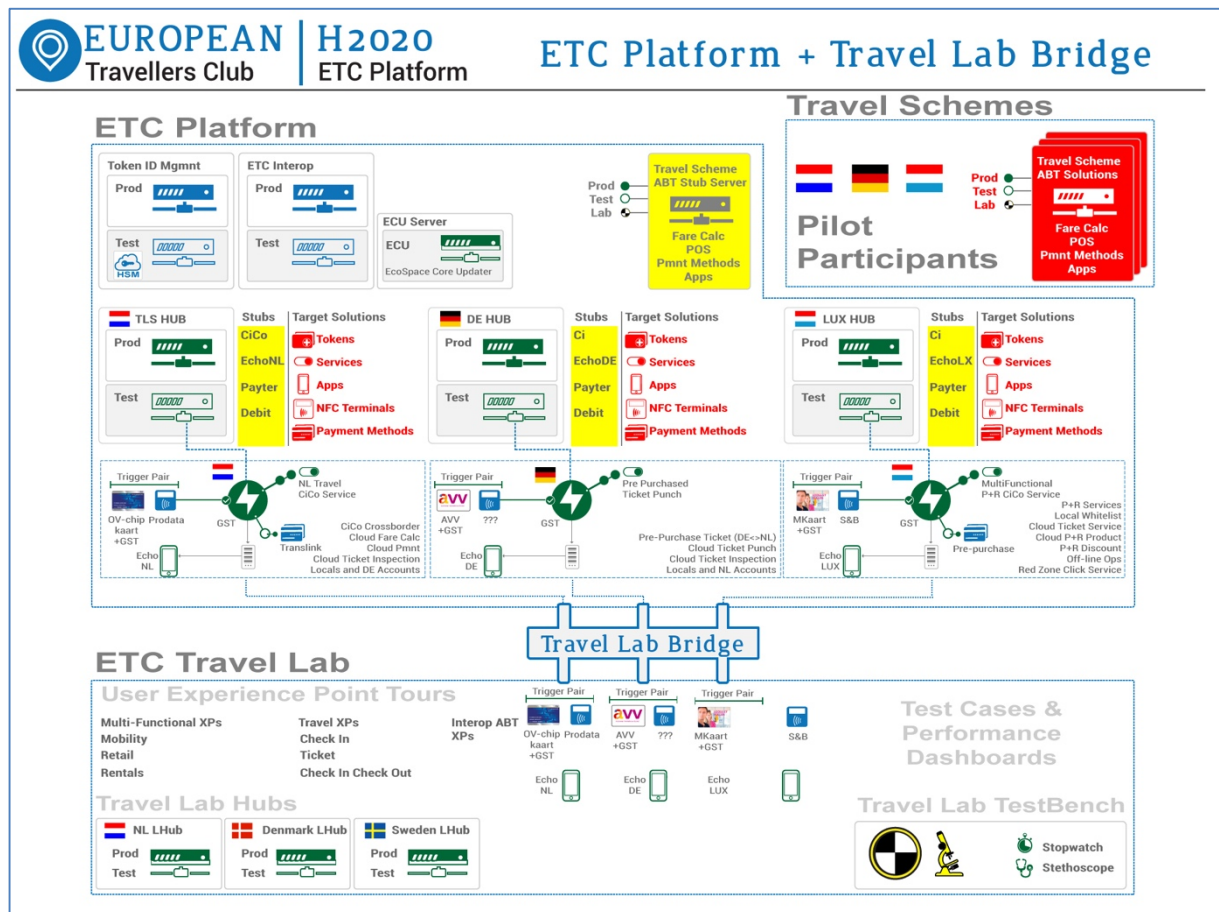 EUROPEAN
Travellers Club
H2020
ETC Platform
ETC Platform + Travel Lab Bridge
Travel Schemes
ETC Platform
Token ID Mgmnt
Prod
Test
HSM
ETC Interop
Prod
Test
ECU Server
ECU
EcoSpace Core Updater
Prod
Test
Lab
Travel Scheme
ABT Stub Server
Fare Calc
POS
Pmnt Methods
Apps
Pilot
Participants
Prod
Test
Lab
Travel Scheme
ABT Solutions
Fare Calc
POS
Pmnt Methods
Apps
TLS HUB
Prod
Test
Stubs
CiCo
EchoNL
Payter
Debit
Target Solutions
Tokens
Services
Apps
NFC Terminals
Payment Methods
DE HUB
Prod
Test
Stubs
Ci
EchoDE
Payter
Debit
Target Solutions
Tokens
Services
Apps
NFC Terminals
Payment Methods
LUX HUB
Prod
Test
Stubs
Ci
EchoLX
Payter
Debit
Target Solutions
Tokens
Services
Apps
NFC Terminals
Payment Methods
Trigger Pair
OV-chip
kaart
+GST
Prodata
GST
NL Travel
CiCo Service
Translink
Echo
NL
CiCo Crossborder
Cloud Fare Calc
Cloud Pmnt
Cloud Ticket Inspection
Locals and DE Accounts
Trigger Pair
avv
AVV
+GST
???
GST
Pre Purchased
Ticket Punch
Echo
DE
Pre-Purchase Ticket (DE<>NL)
Cloud Ticket Punch
Cloud Ticket Inspection
Locals and NL Accounts
Trigger Pair
MKaart
+GST
S&B
GST
MultiFunctional
P+R CiCo Service
Pre-purchase
Echo
LUX
P+R Services
Local Whitelist
Cloud Ticket Service
Cloud P+R Product
P+R Discount
Off-line Ops
Red Zone Click Service
Travel Lab Bridge
ETC Travel Lab
User Experience Point Tours
Multi-Functional XPs
Mobility
Retail
Rentals
Travel XPs
Check In
Ticket
Check In Check Out
Interop ABT
XPs
Trigger Pair
OV-chip
kaart
+GST
Prodata
Echo
NL
Trigger Pair
avv
AVV
+GST
???
Echo
DE
Trigger Pair
MKaart
+GST
S&B
Echo
LUX
Test Cases &
Performance
Dashboards
Travel Lab Hubs
NL LHub
Prod
Test
Denmark LHub
Prod
Test
Sweden LHub
Prod
Test
Travel Lab TestBench
Stopwatch
Stethoscope